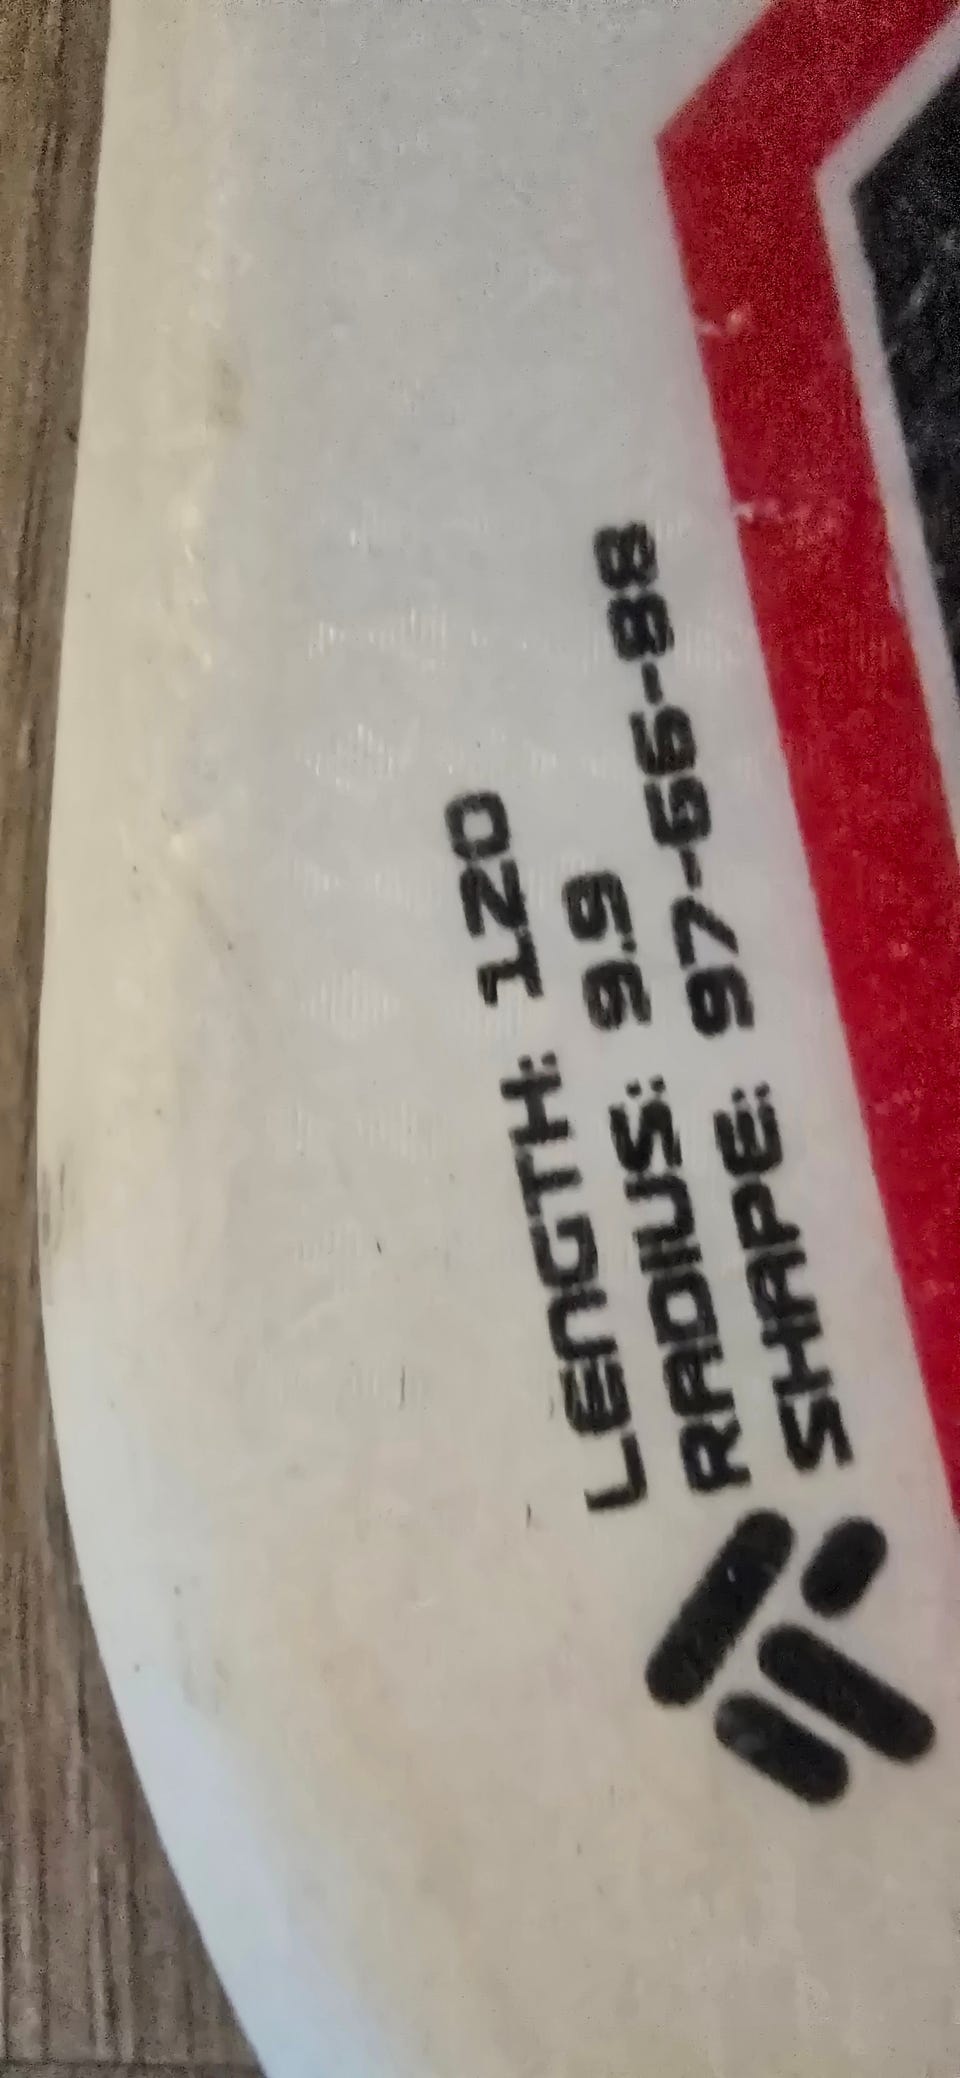 LENGTH: 120
RADIUS: 9.9
SHAPE: 97-66-88